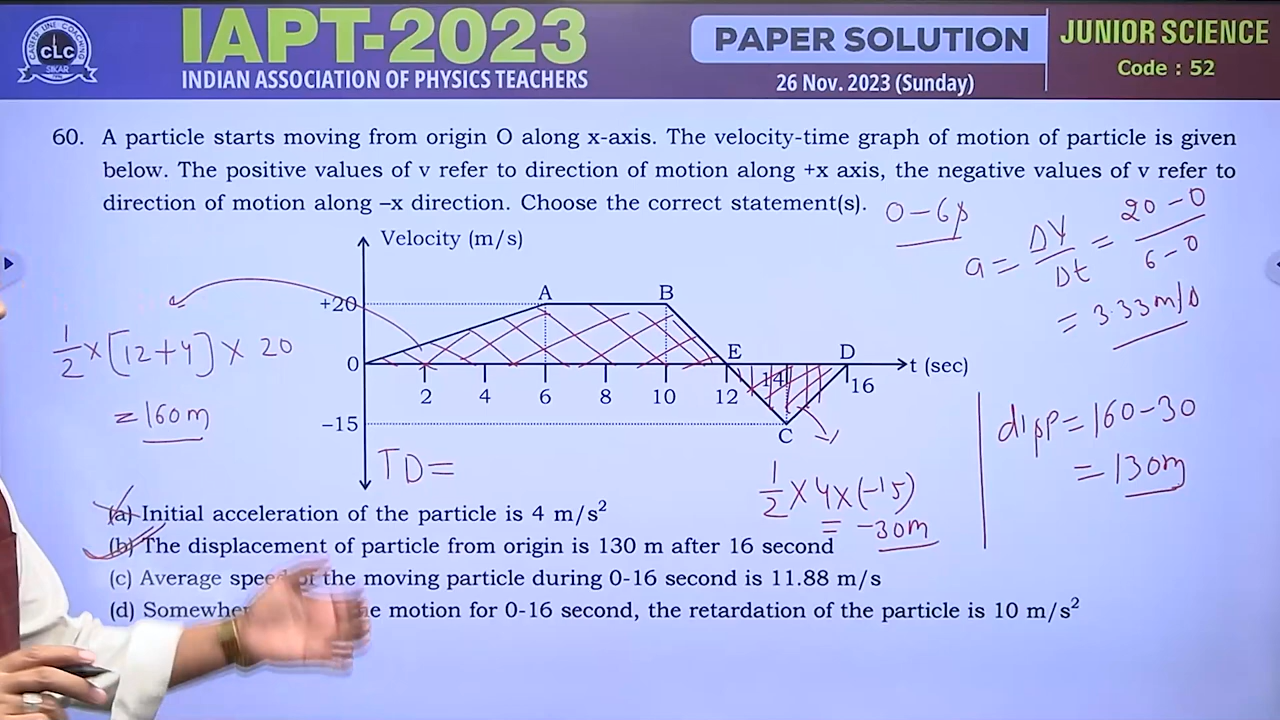 CAREER LINE COACHING
CLC
SIKAR
IAPT-2023
INDIAN ASSOCIATION OF PHYSICS TEACHERS
PAPER SOLUTION
26 Nov. 2023 (Sunday)
JUNIOR SCIENCE
Code : 52
60. A particle starts moving from origin O along x-axis. The velocity-time graph of motion of particle is given
below. The positive values of v refer to direction of motion along +x axis, the negative values of v refer to
direction of motion along –x direction. Choose the correct statement(s).
0-6s
a = ΔV/Δt = 20-0/6-0
= 3.33 m/s
Velocity (m/s)
+20
A
B
1/2 × [12+4] × 20
= 160m
0
E
D
t (sec)
2 4 6 8 10 12
14
16
–15
C
TD =
1/2 × 4 × (-15)
= -30m
disp = 160-30
= 130m
(a) Initial acceleration of the particle is 4 m/s²
(b) The displacement of particle from origin is 130 m after 16 second
(c) Average speed of the moving particle during 0-16 second is 11.88 m/s
(d) Somewhere the motion for 0-16 second, the retardation of the particle is 10 m/s²